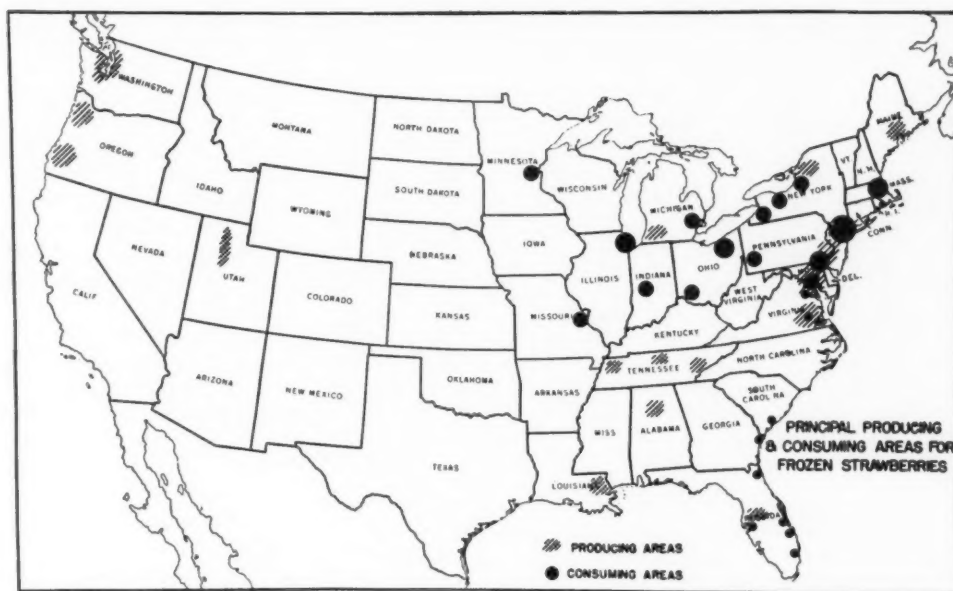 WASHINGTON
OREGON
IDAHO
MONTANA
NORTH DAKOTA
SOUTH DAKOTA
WYOMING
NEBRASKA
NEVADA
UTAH
COLORADO
KANSAS
CALIF
ARIZONA
NEW MEXICO
OKLAHOMA
TEXAS
MINNESOTA
WISCONSIN
IOWA
MICHIGAN
ILLINOIS
INDIANA
OHIO
MISSOURI
KENTUCKY
TENNESSEE
ARKANSAS
MISS
ALABAMA
GEORGIA
LOUISIANA
FLORIDA
SOUTH
CAROLINA
NORTH CAROLINA
VIRGINIA
WEST
VIRGINIA
PENNSYLVANIA
NEW YORK
MAINE
VT.
N.H.
MASS.
R.I.
CONN.
DEL.
PRINCIPAL PRODUCING
& CONSUMING AREAS FOR
FROZEN STRAWBERRIES
PRODUCING AREAS
CONSUMING AREAS